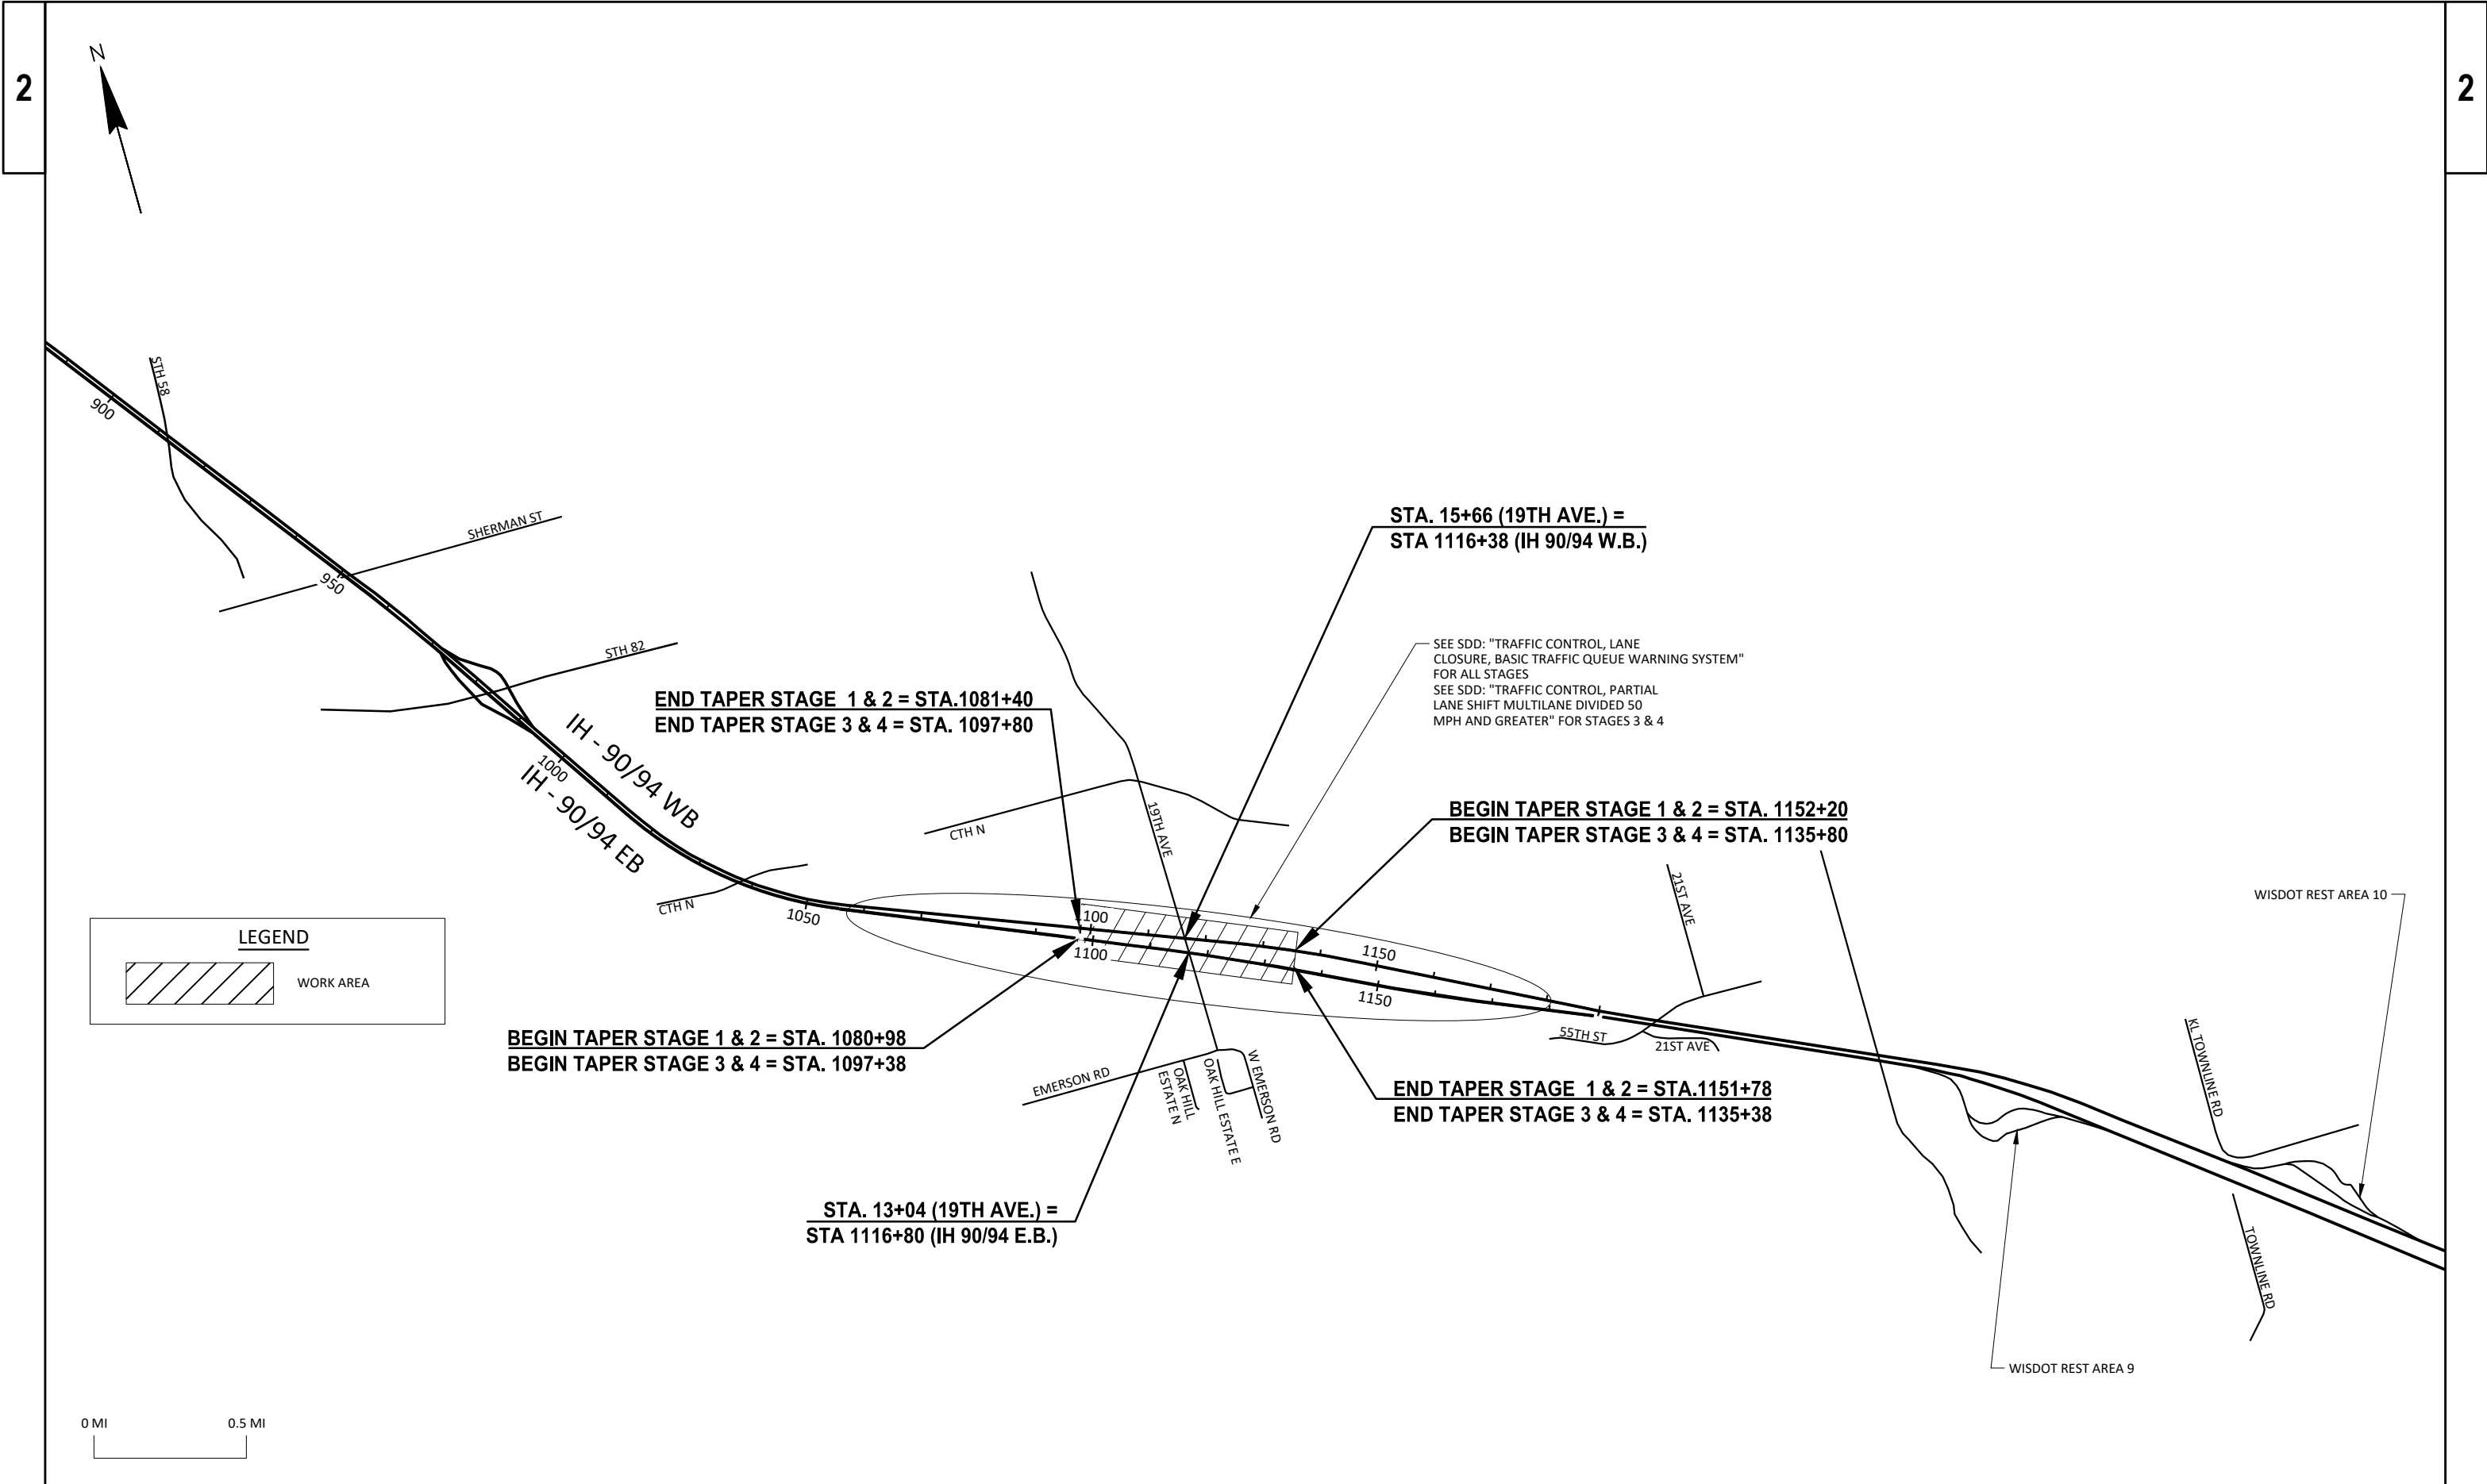 2
2
N
STH 58
900
SHERMAN ST
950
STH 82
STA. 15+66 (19TH AVE.) =
STA 1116+38 (IH 90/94 W.B.)
SEE SDD: "TRAFFIC CONTROL, LANE
CLOSURE, BASIC TRAFFIC QUEUE WARNING SYSTEM"
FOR ALL STAGES
SEE SDD: "TRAFFIC CONTROL, PARTIAL
LANE SHIFT MULTILANE DIVIDED 50
MPH AND GREATER" FOR STAGES 3 & 4
END TAPER STAGE  1 & 2 = STA.1081+40
END TAPER STAGE 3 & 4 = STA. 1097+80
IH - 90/94 WB
1000
IH - 90/94 EB
CTH N
19TH AVE
BEGIN TAPER STAGE 1 & 2 = STA. 1152+20
BEGIN TAPER STAGE 3 & 4 = STA. 1135+80
21ST AVE
WISDOT REST AREA 10
CTH N
1050
1100
1100
1150
1150
LEGEND
WORK AREA
BEGIN TAPER STAGE 1 & 2 = STA. 1080+98
BEGIN TAPER STAGE 3 & 4 = STA. 1097+38
55TH ST
21ST AVE
KL TOWNLINE RD
EMERSON RD
OAK HILL
ESTATE N
OAK HILL ESTATE E
W EMERSON RD
END TAPER STAGE  1 & 2 = STA.1151+78
END TAPER STAGE 3 & 4 = STA. 1135+38
STA. 13+04 (19TH AVE.) =
STA 1116+80 (IH 90/94 E.B.)
TOWNLINE RD
WISDOT REST AREA 9
0 MI
0.5 MI